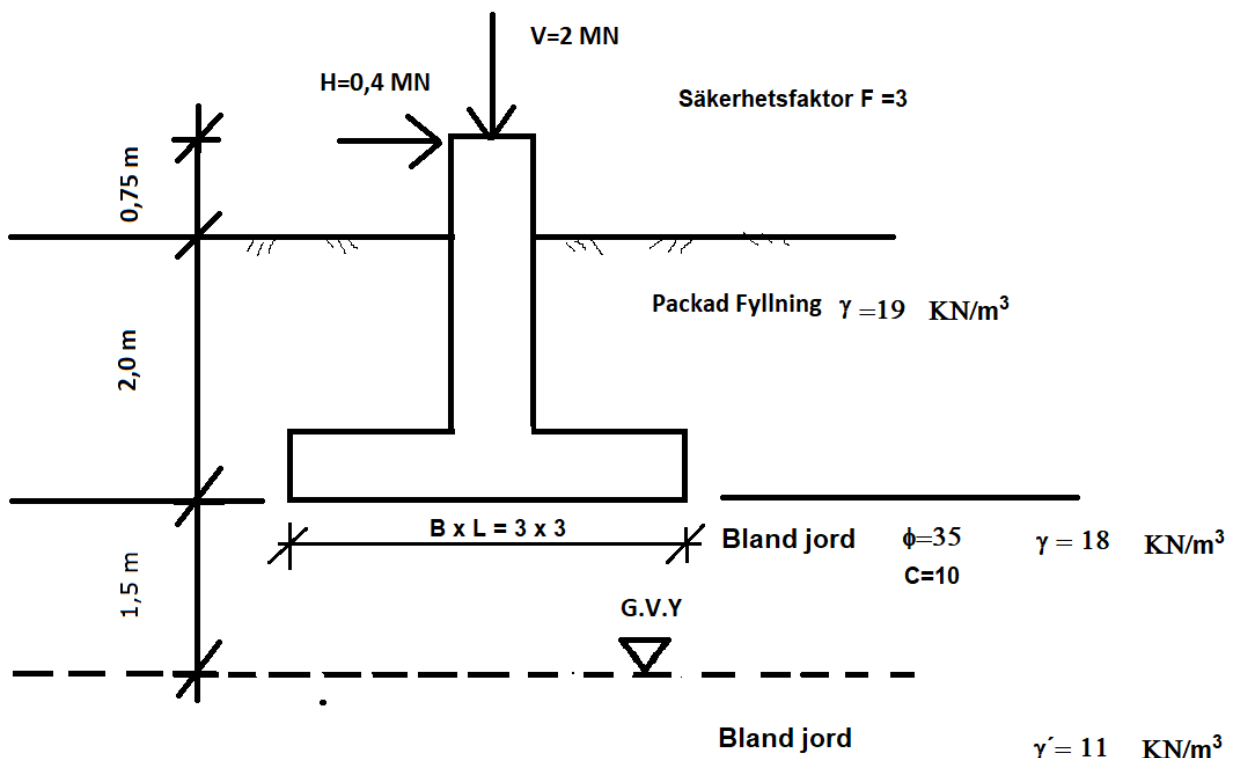 V=2 MN
H=0,4 MN
Säkerhetsfaktor F =3
0,75 m
Packad Fyllning γ =19 KN/m³
2,0 m
B x L = 3 x 3
Bland jord ϕ=35 γ = 18 KN/m³
C=10
1,5 m
G.V.Y
Bland jord γ´= 11 KN/m³